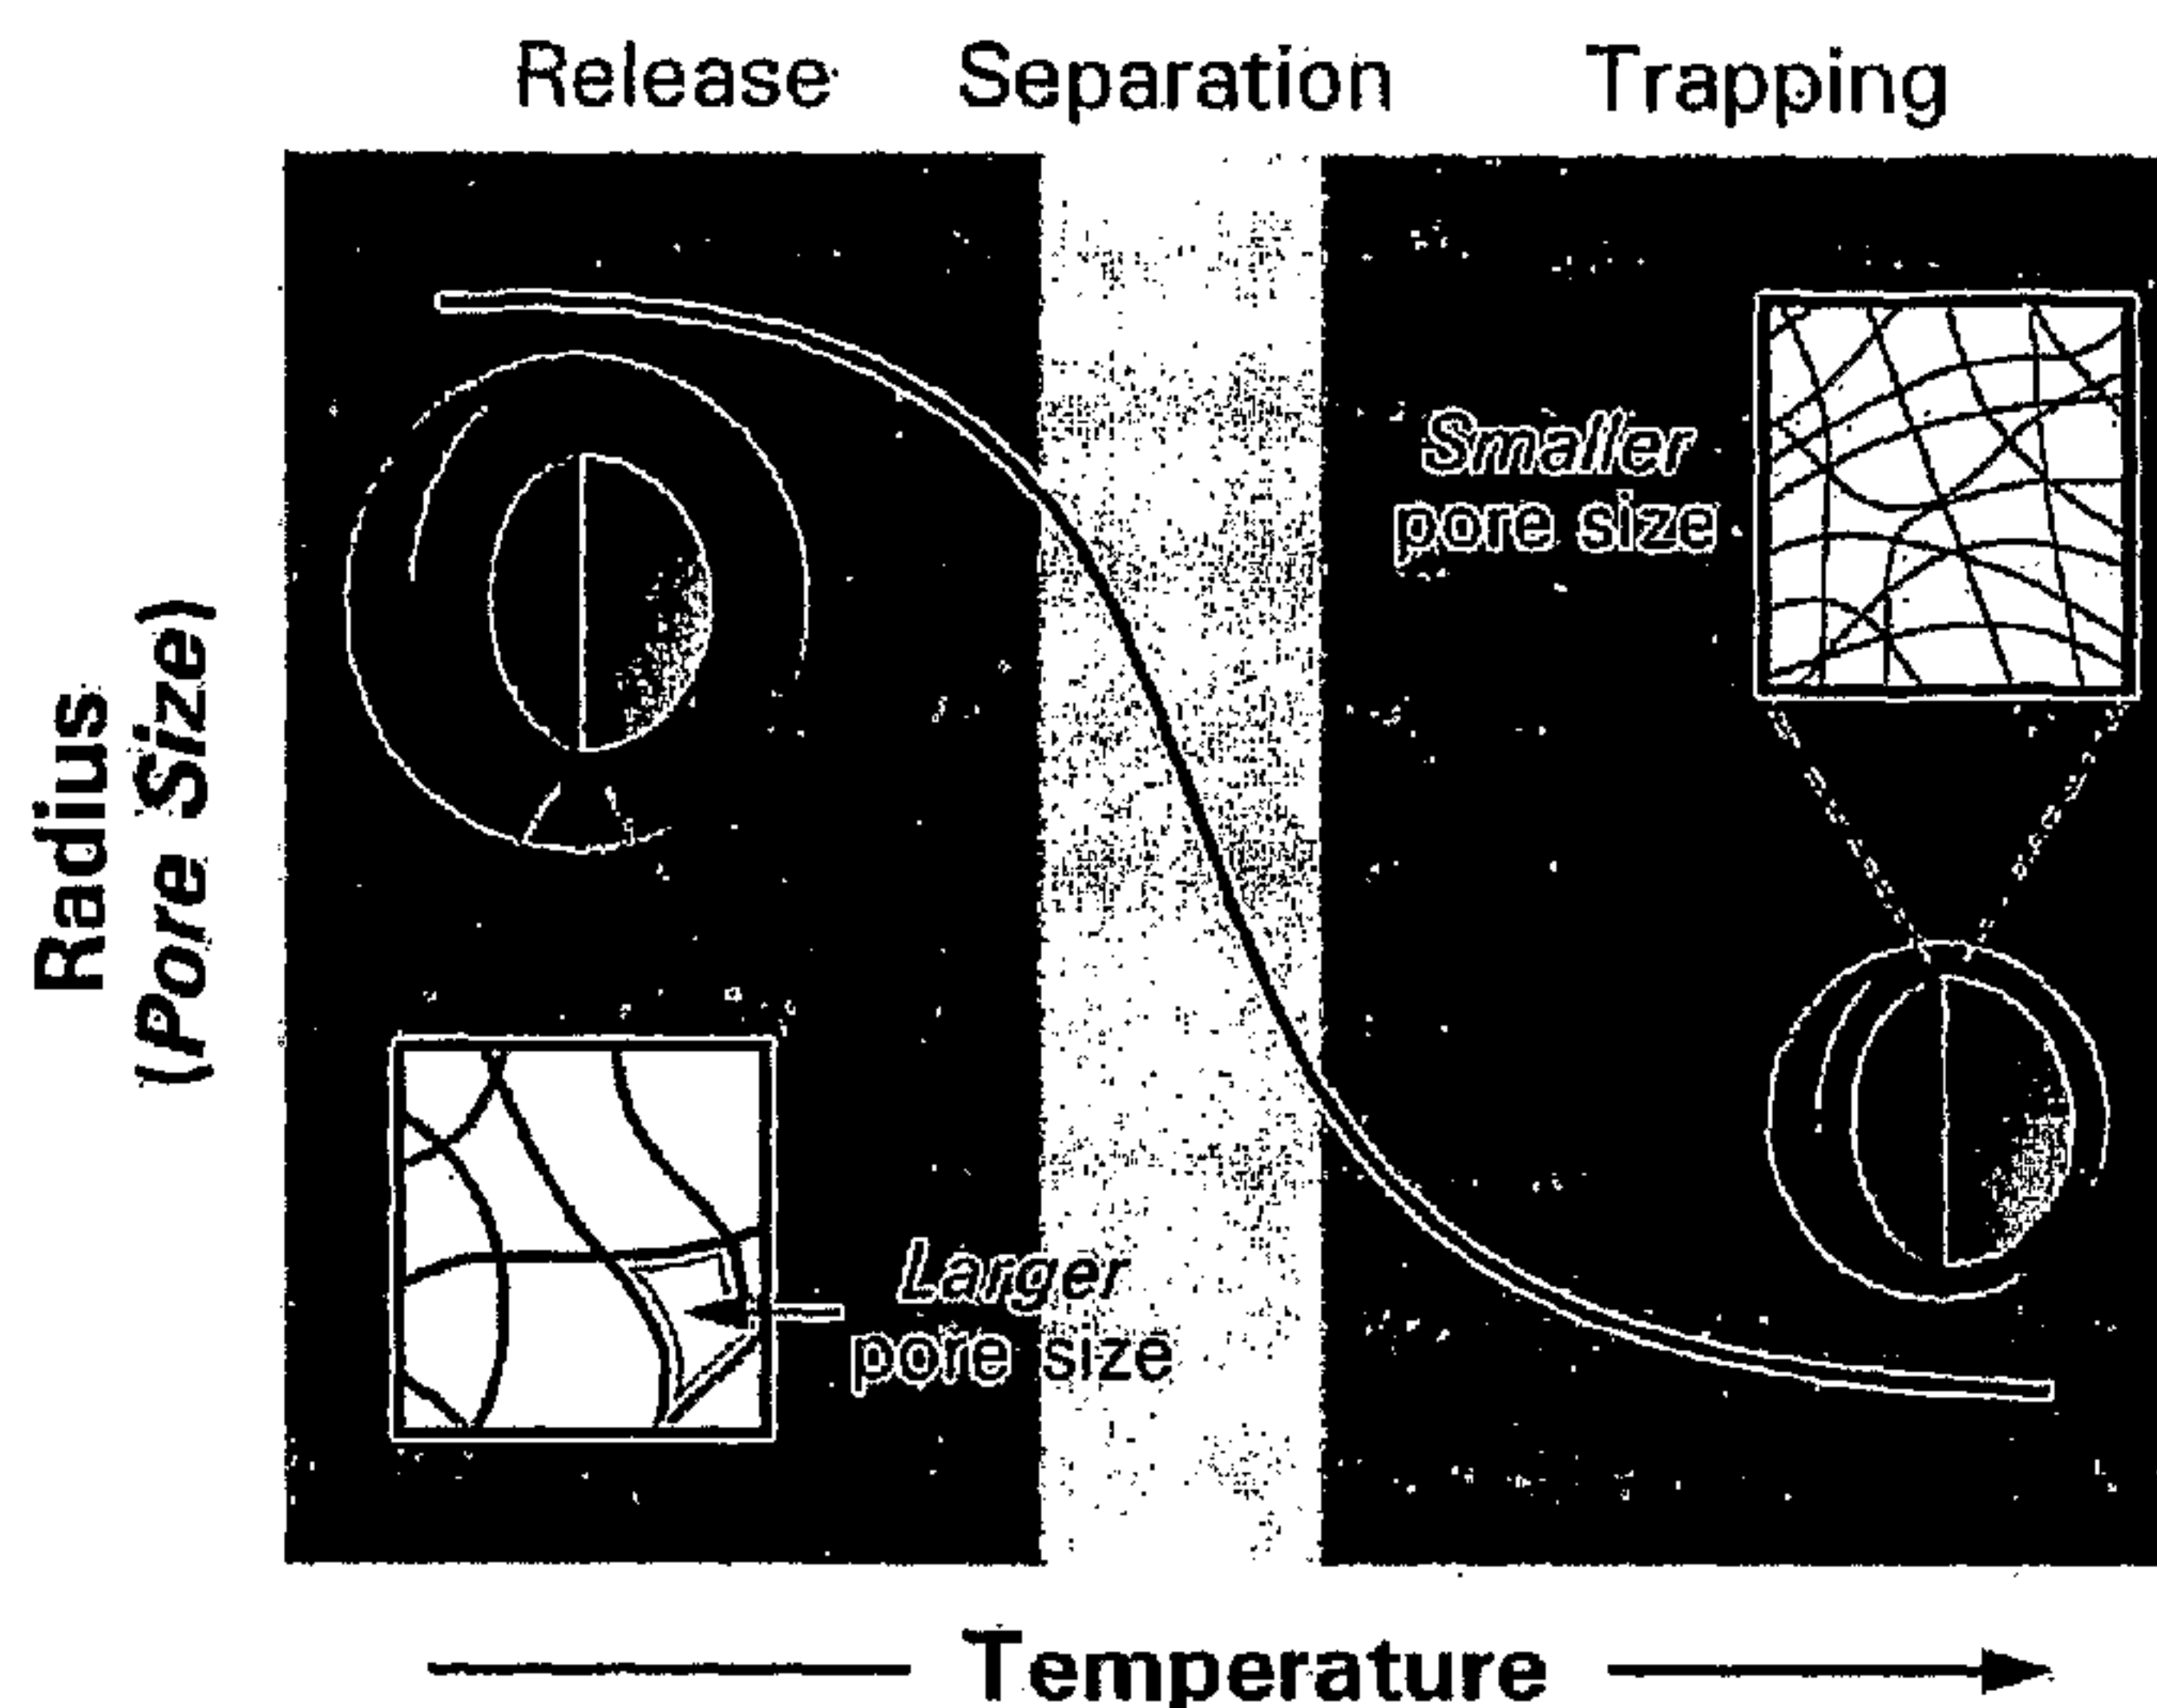 Release Separation Trapping
Smaller
pore size
Radius
(Pore Size)
Larger
pore size
Temperature